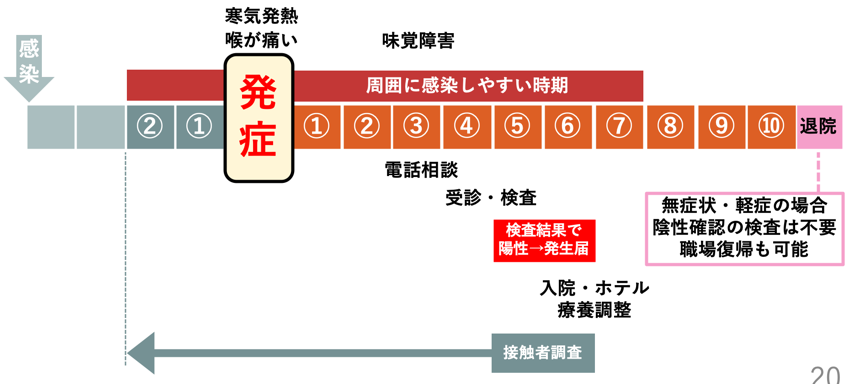 寒気発熱
喉が痛い
味覚障害
感染
周囲に感染しやすい時期
② ① 発症 ① ② ③ ④ ⑤ ⑥ ⑦ ⑧ ⑨ ⑩ 退院
電話相談
受診・検査
検査結果で
陽性→発生届
無症状・軽症の場合
陰性確認の検査は不要
職場復帰も可能
入院・ホテル
療養調整
接触者調査
20